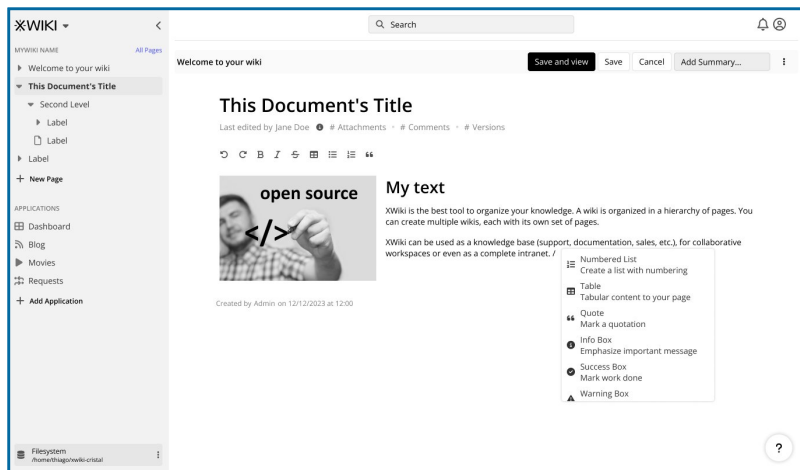 XWIKI
Search
MYWIKI NAME
All Pages
Welcome to your wiki
This Document's Title
Second Level
Label
Label
Label
New Page
APPLICATIONS
Dashboard
Blog
Movies
Requests
Add Application
Filesystem
/home/thiago/xwiki-cristal
Welcome to your wiki
Save and view
Save
Cancel
Add Summary...
This Document's Title
Last edited by Jane Doe # Attachments • # Comments • # Versions
B I S
open source
</>
My text
XWiki is the best tool to organize your knowledge. A wiki is organized in a hierarchy of pages. You
can create multiple wikis, each with its own set of pages.
XWiki can be used as a knowledge base (support, documentation, sales, etc.), for collaborative
workspaces or even as a complete intranet. /
Numbered List
Create a list with numbering
Table
Tabular content to your page
Quote
Mark a quotation
Info Box
Emphasize important message
Success Box
Mark work done
Warning Box
Created by Admin on 12/12/2023 at 12:00
?